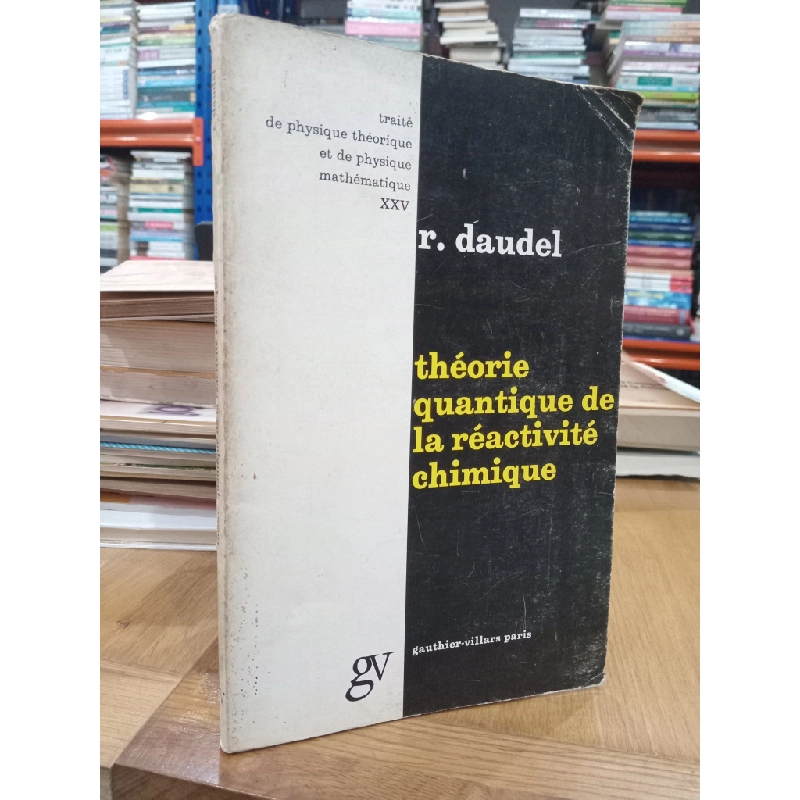 traité
de physique théorique
et de physique
mathématique
XXV
r. daudel
théorie
quantique de
la réactivité
chimique
gauthier-villars paris
gv